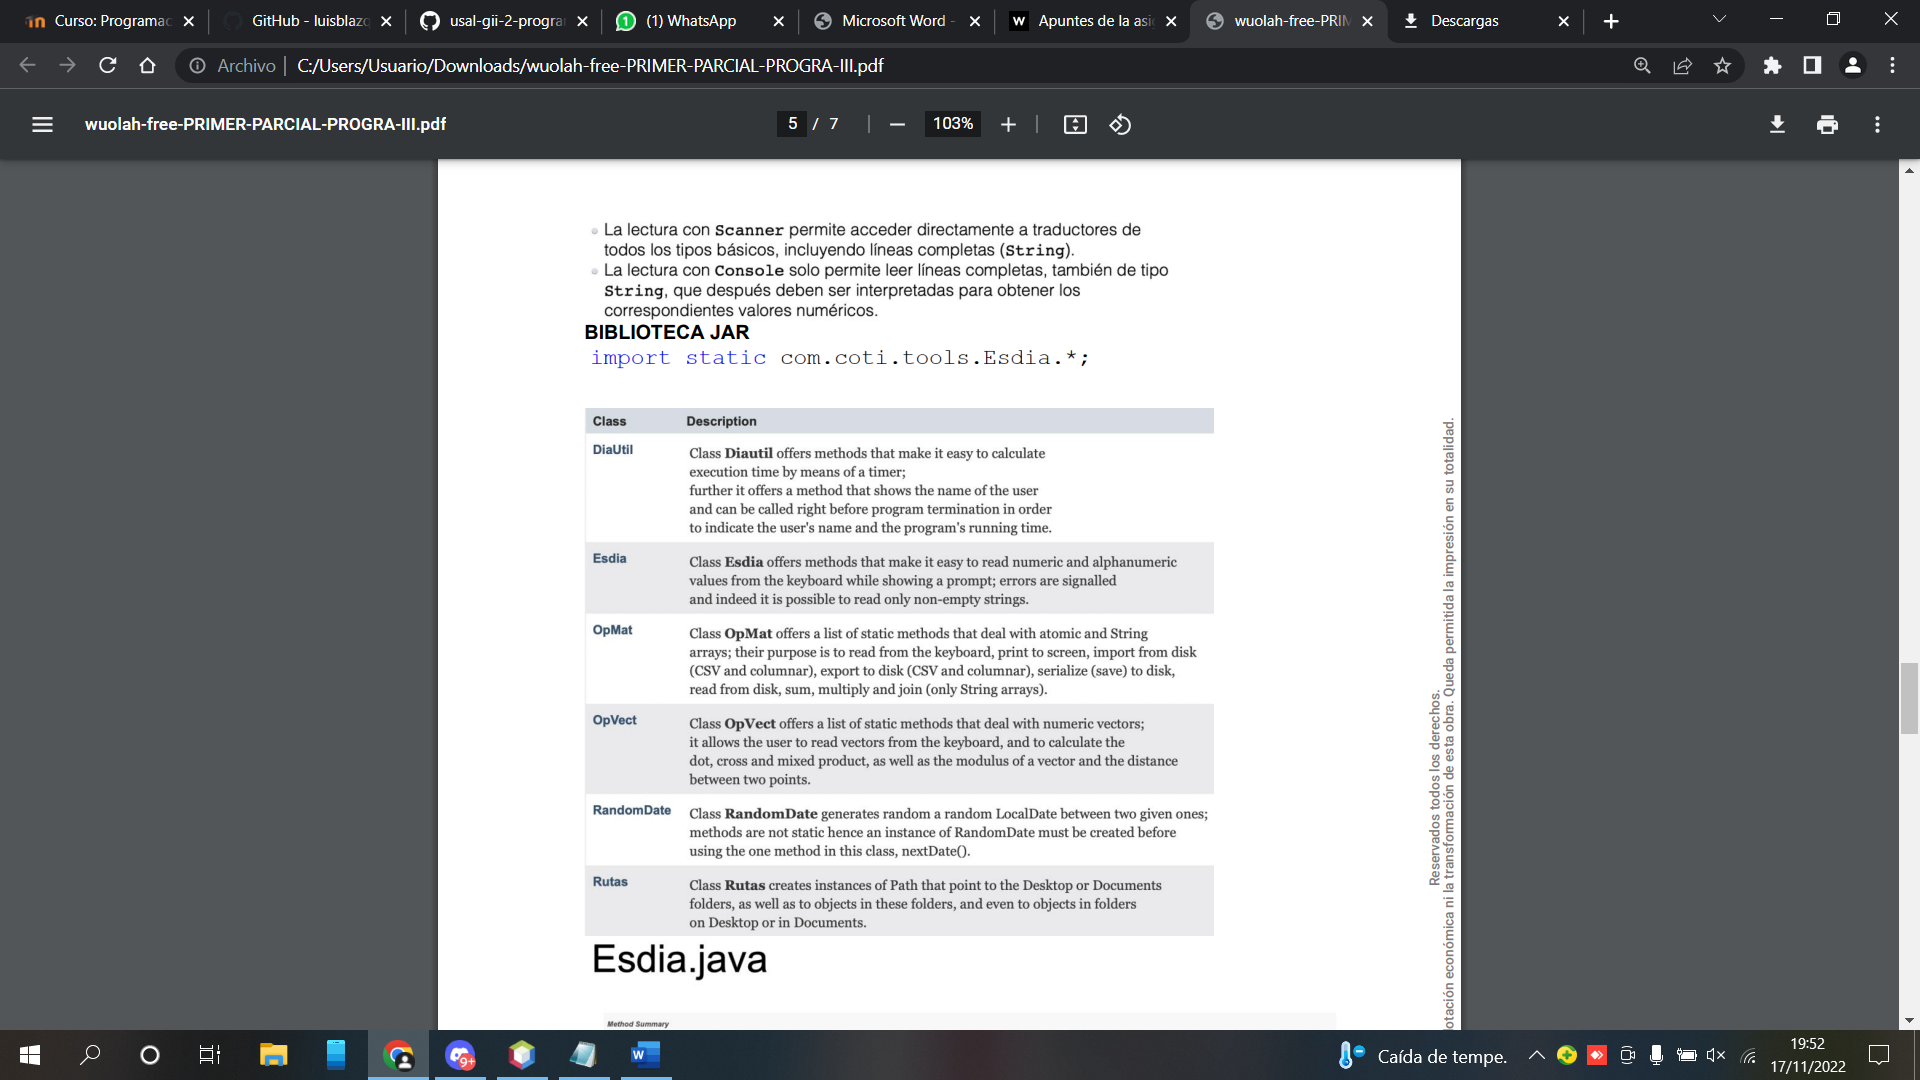 Curso: Programac
GitHub - luisblazq
usal-gii-2-progra
(1) WhatsApp
Microsoft Word -
Apuntes de la asi
wuolah-free-PRIM
Descargas
Archivo
C:/Users/Usuario/Downloads/wuolah-free-PRIMER-PARCIAL-PROGRA-III.pdf
wuolah-free-PRIMER-PARCIAL-PROGRA-III.pdf
5 / 7
103%
La lectura con Scanner permite acceder directamente a traductores de
todos los tipos básicos, incluyendo líneas completas (String).
La lectura con Console solo permite leer líneas completas, también de tipo
String, que después deben ser interpretadas para obtener los
correspondientes valores numéricos.
BIBLIOTECA JAR
import static com.coti.tools.Esdia.*;
Class Description
DiaUtil
Class Diautil offers methods that make it easy to calculate
execution time by means of a timer;
further it offers a method that shows the name of the user
and can be called right before program termination in order
to indicate the user's name and the program's running time.
Esdia
Class Esdia offers methods that make it easy to read numeric and alphanumeric
values from the keyboard while showing a prompt; errors are signalled
and indeed it is possible to read only non-empty strings.
OpMat
Class OpMat offers a list of static methods that deal with atomic and String
arrays; their purpose is to read from the keyboard, print to screen, import from disk
(CSV and columnar), export to disk (CSV and columnar), serialize (save) to disk,
read from disk, sum, multiply and join (only String arrays).
OpVect
Class OpVect offers a list of static methods that deal with numeric vectors;
it allows the user to read vectors from the keyboard, and to calculate the
dot, cross and mixed product, as well as the modulus of a vector and the distance
between two points.
RandomDate
Class RandomDate generates random a random LocalDate between two given ones;
methods are not static hence an instance of RandomDate must be created before
using the one method in this class, nextDate().
Rutas
Class Rutas creates instances of Path that point to the Desktop or Documents
folders, as well as to objects in these folders, and even to objects in folders
on Desktop or in Documents.
Esdia.java
Method Summary
Reservados todos los derechos.
otación económica ni la transformación de esta obra. Queda permitida la impresión en su totalidad.
9+
Caída de tempe.
19:52
17/11/2022